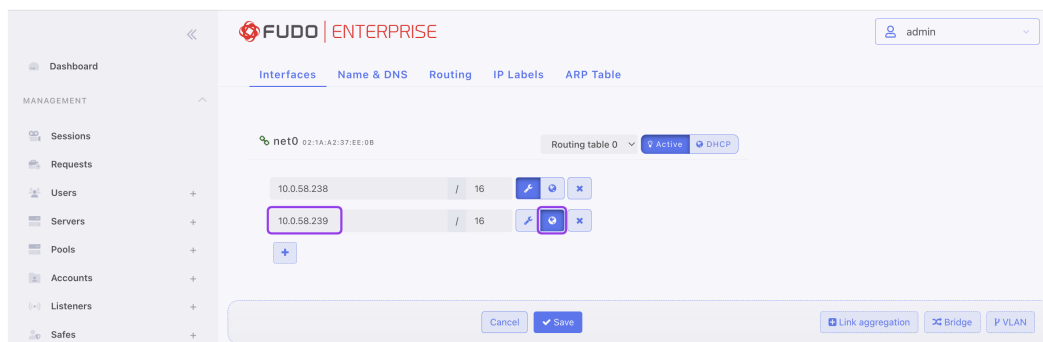 FUDO ENTERPRISE
admin
Dashboard
Interfaces Name & DNS Routing IP Labels ARP Table
MANAGEMENT
Sessions
net0 02:1A:A2:37:EE:0B Routing table 0 Active DHCP
Requests
10.0.58.238 / 16
Users +
Servers +
10.0.58.239 / 16
Pools +
+
Accounts +
Listeners +
Cancel Save Link aggregation Bridge VLAN
Safes +